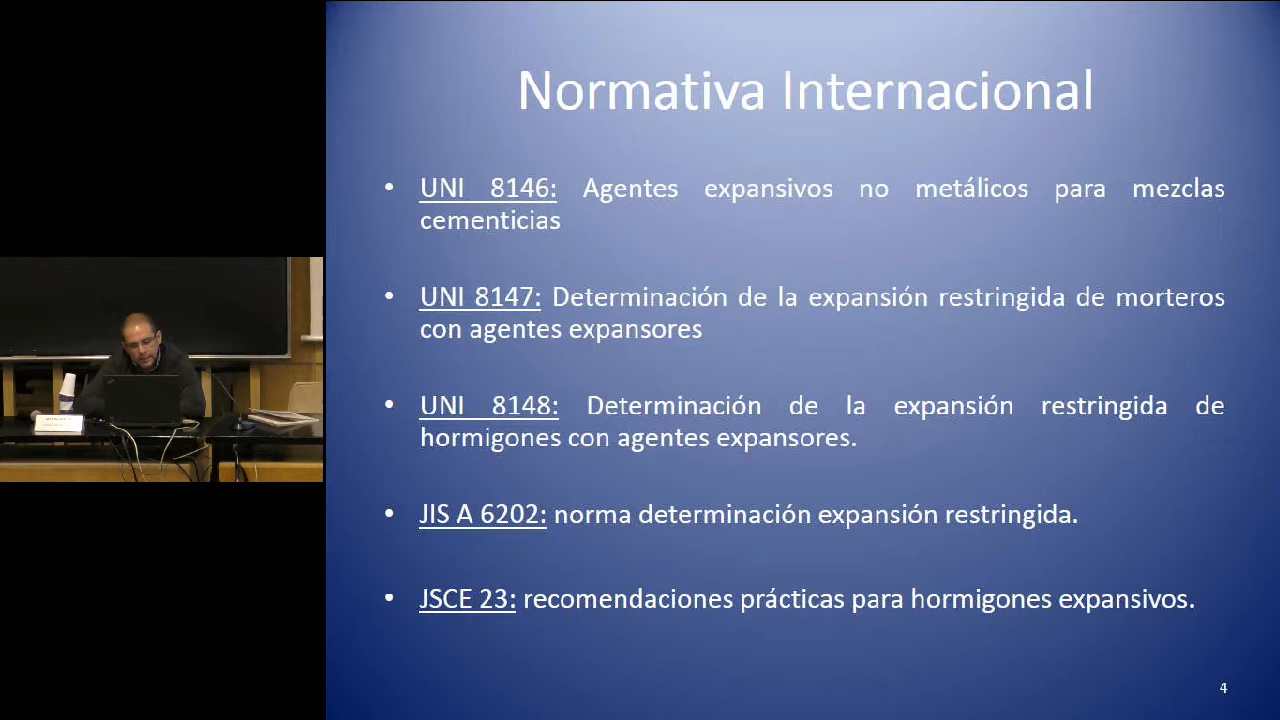 Normativa Internacional
• UNI 8146: Agentes expansivos no metálicos para mezclas
cementicias
• UNI 8147: Determinación de la expansión restringida de morteros
con agentes expansores
• UNI 8148: Determinación de la expansión restringida de
hormigones con agentes expansores.
• JIS A 6202: norma determinación expansión restringida.
• JSCE 23: recomendaciones prácticas para hormigones expansivos.
4